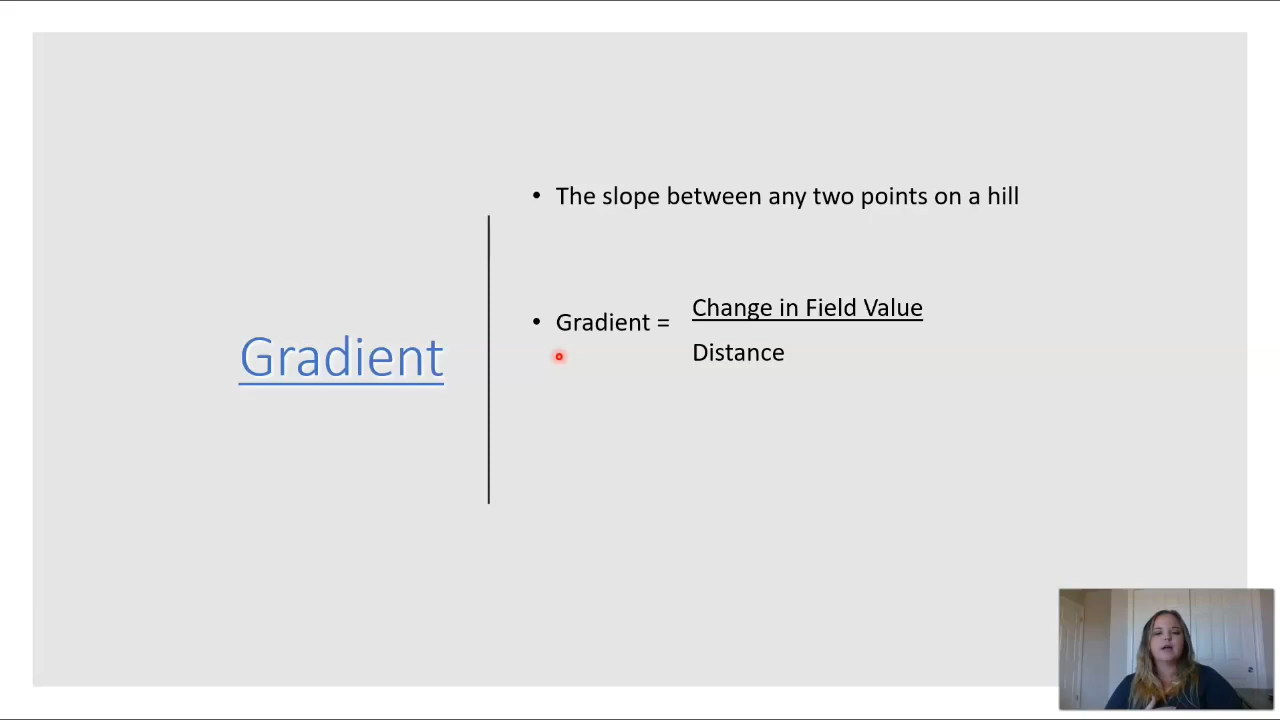 Gradient
• The slope between any two points on a hill
• Gradient =
Change in Field Value
Distance